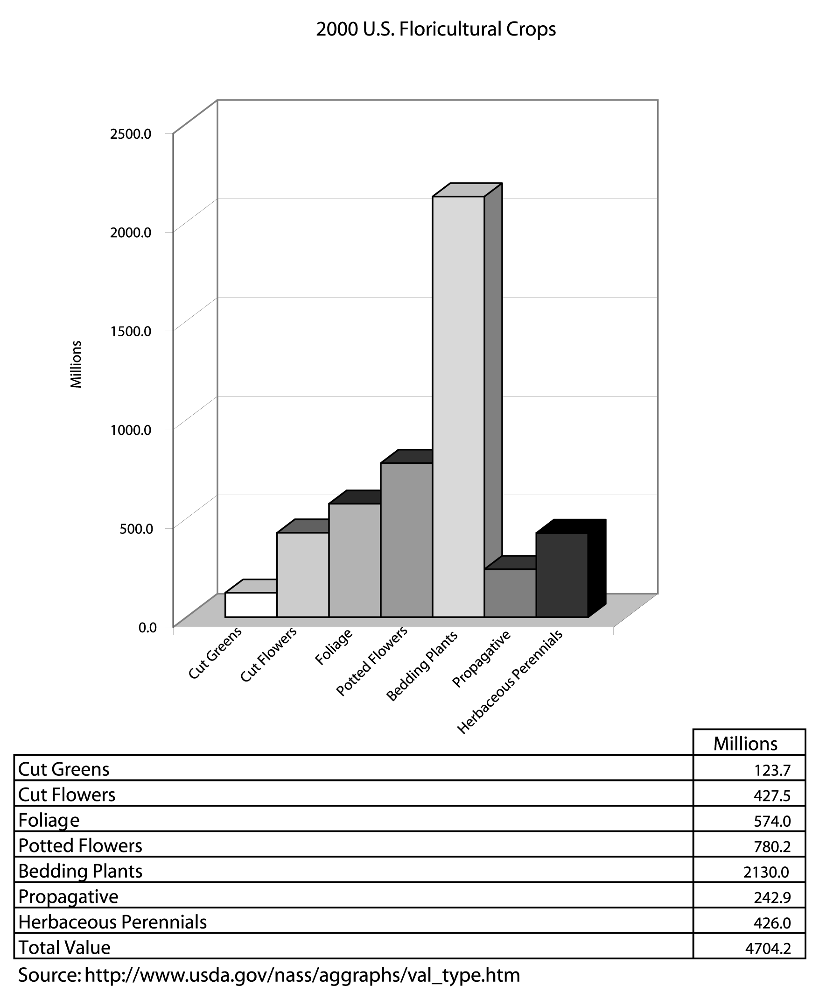 2000 U.S. Floricultural Crops
2500.0
2000.0
1500.0
1000.0
500.0
0.0
Millions
Cut Greens
Cut Flowers
Foliage
Potted Flowers
Bedding Plants
Propagative
Herbaceous Perennials
Millions
Cut Greens 123.7
Cut Flowers 427.5
Foliage 574.0
Potted Flowers 780.2
Bedding Plants 2130.0
Propagative 242.9
Herbaceous Perennials 426.0
Total Value 4704.2
Source: http://www.usda.gov/nass/aggraphs/val_type.htm